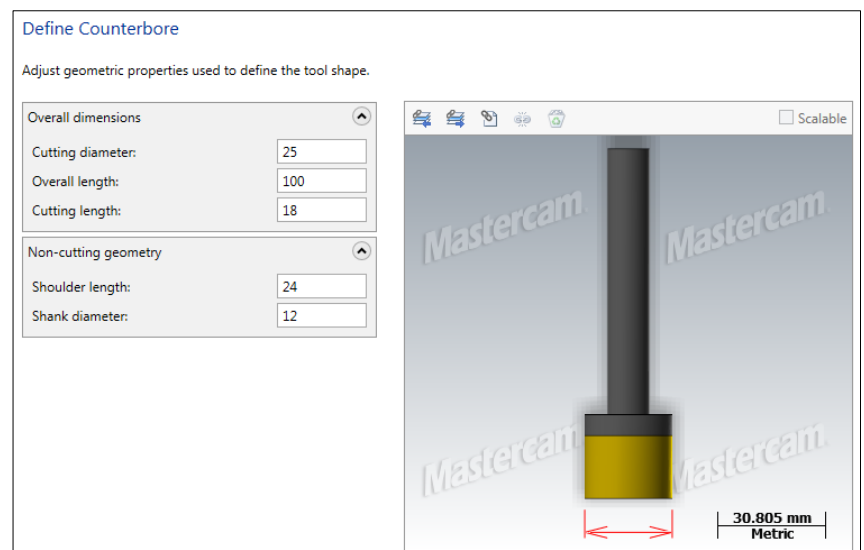 Define Counterbore
Adjust geometric properties used to define the tool shape.
Overall dimensions
Cutting diameter: 25
Overall length: 100
Cutting length: 18
Non-cutting geometry
Shoulder length: 24
Shank diameter: 12
Scalable
Mastercam
Mastercam
Mastercam
Mastercam
30.805 mm
Metric